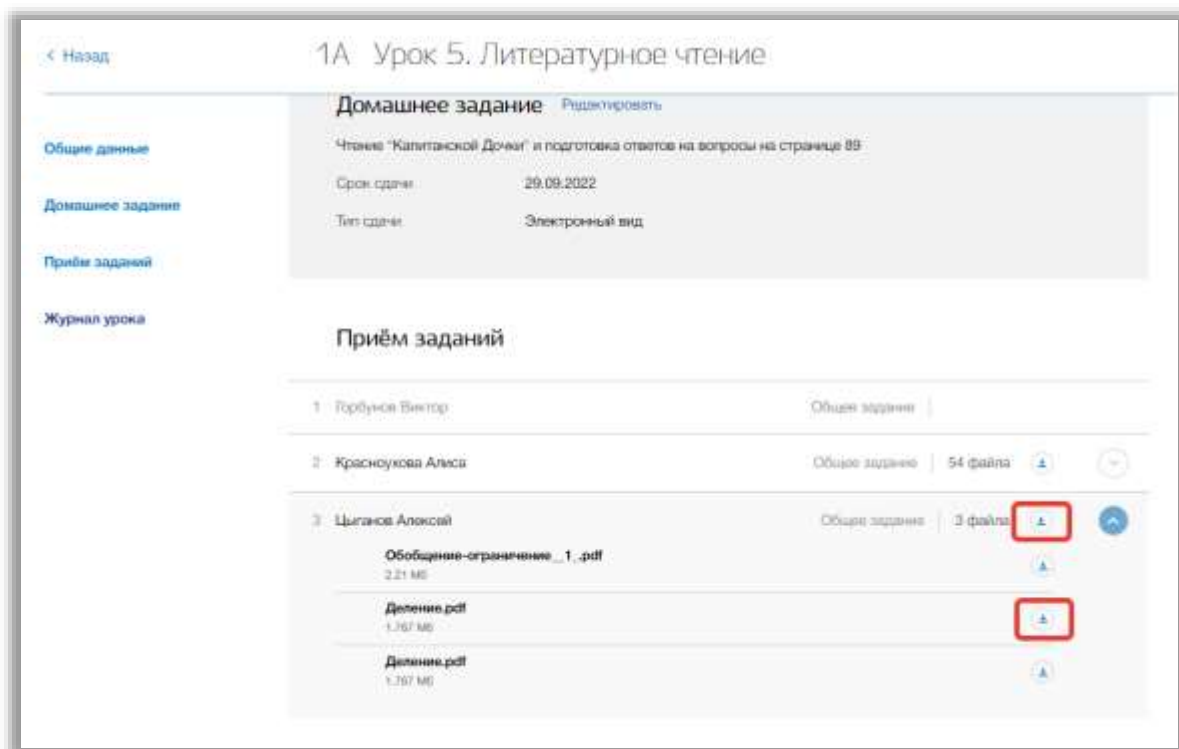 < Назад
1А Урок 5. Литературное чтение
Домашнее задание Редактировать
Общие данные
Чтение "Капитанской Дочки" и подготовка ответов на вопросы на странице 89
Срок сдачи 29.09.2022
Домашнее задание
Тип сдачи Электронный вид
Приём заданий
Журнал урока
Приём заданий
1 Горбунов Виктор Общее задание
2 Красноухова Алиса Общее задание 54 файла
3 Цыганов Алексей Общее задание 3 файла
Обобщение-ограничение__1_.pdf
2.21 Мб
Деление.pdf
1.767 Мб
Деление.pdf
1.767 Мб